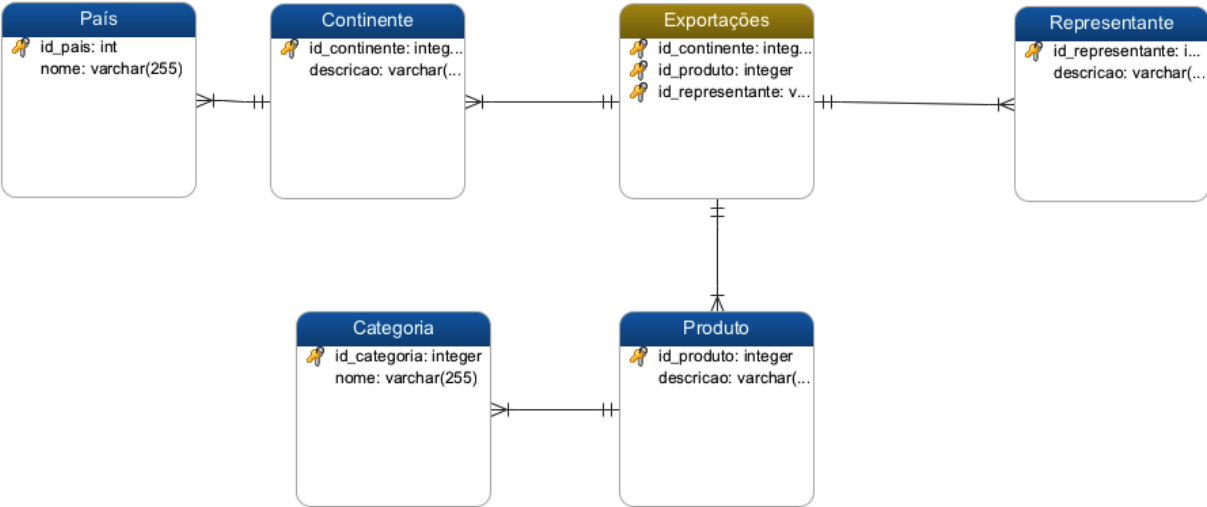 País
id_pais: int
nome: varchar(255)
Continente
id_continente: integ...
descricao: varchar(...
Exportações
id_continente: integ...
id_produto: integer
id_representante: v...
Representante
id_representante: i...
descricao: varchar(...
Categoria
id_categoria: integer
nome: varchar(255)
Produto
id_produto: integer
descricao: varchar(...